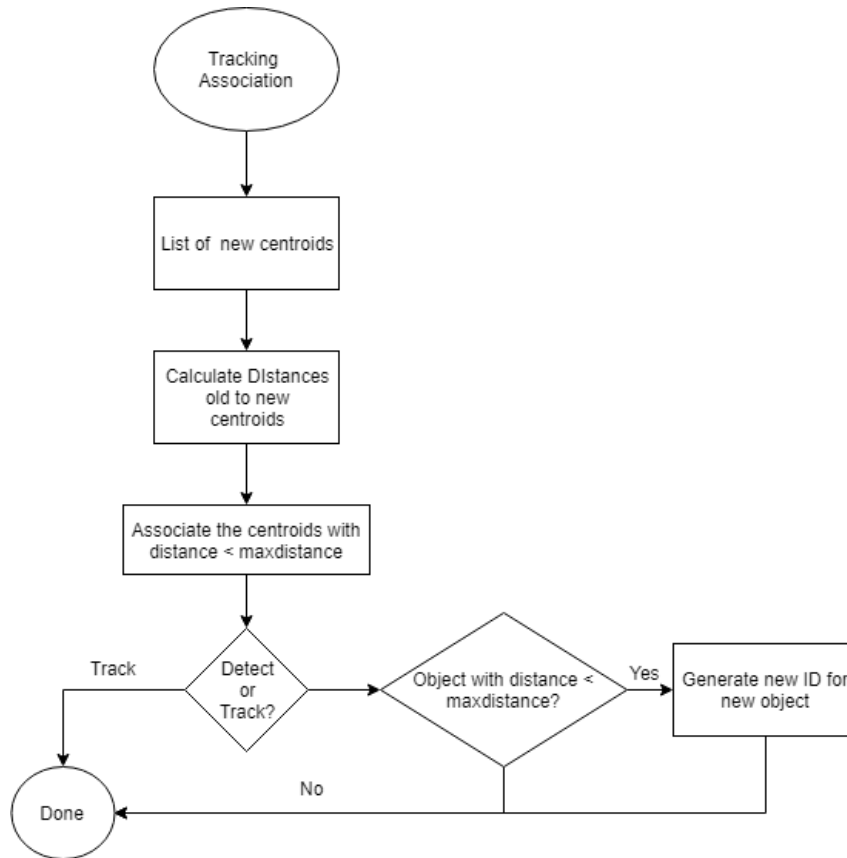 Tracking
Association
List of  new centroids
Calculate DIstances
old to new
centroids
Associate the centroids with
distance < maxdistance
Track
Detect
or
Track?
Object with distance <
maxdistance?
Yes
Generate new ID for
new object
No
Done